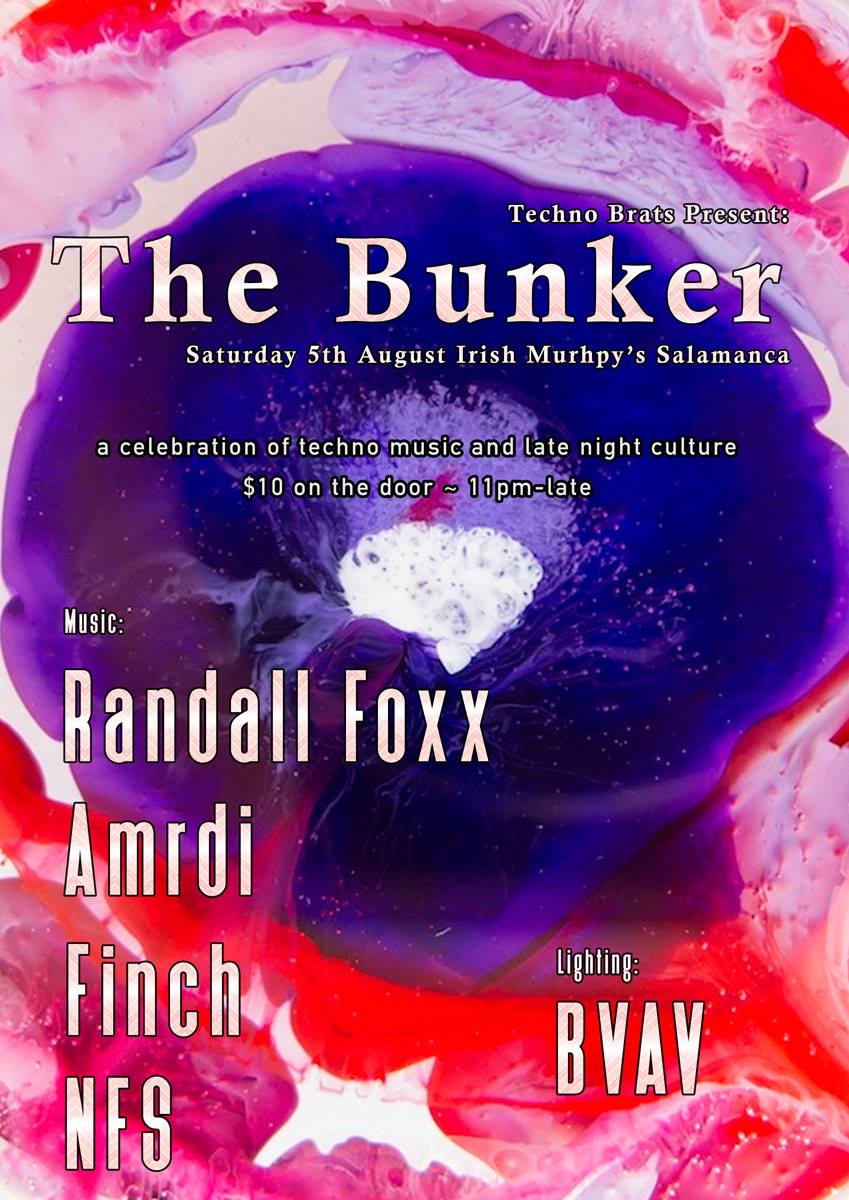 Techno Brats Present:
The Bunker
Saturday 5th August Irish Murhpy's Salamanca
a celebration of techno music and late night culture
$10 on the door ~ 11pm-late
Music:
Randall Foxx
Amrdi
Finch
NFS
Lighting:
BVAV